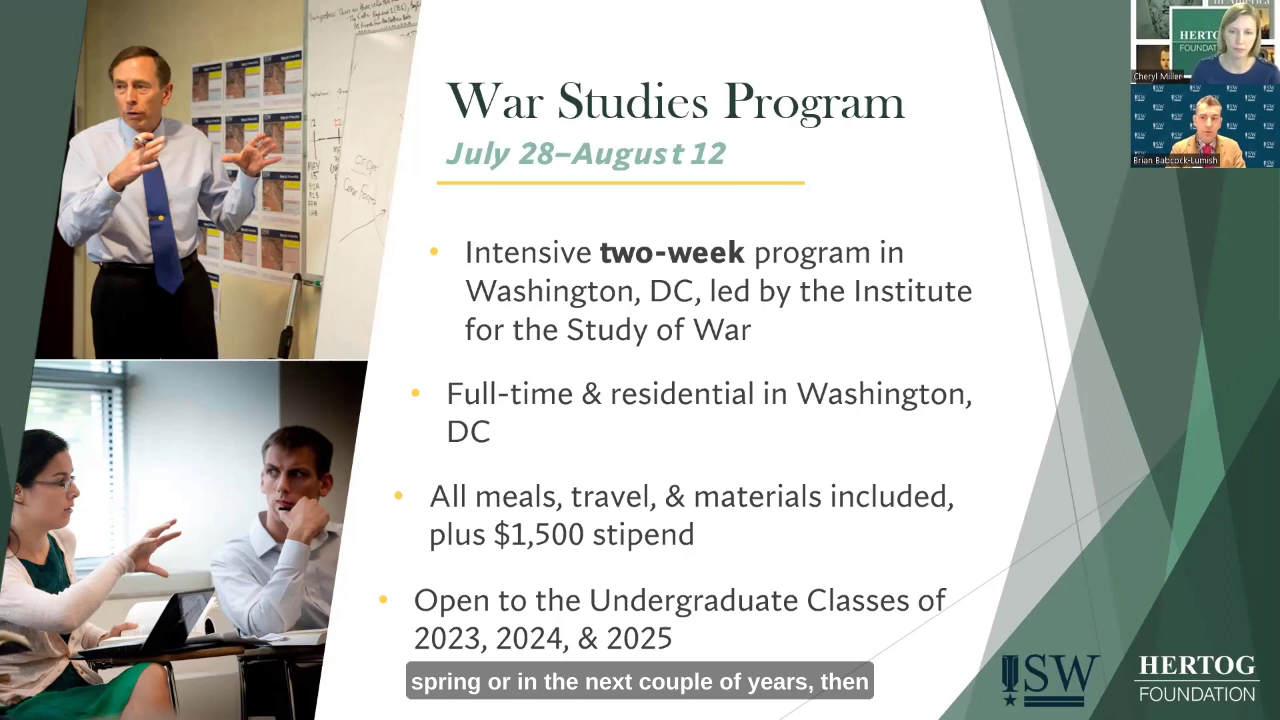 War Studies Program
July 28–August 12
Intensive two-week program in
Washington, DC, led by the Institute
for the Study of War
Full-time & residential in Washington,
DC
All meals, travel, & materials included,
plus $1,500 stipend
Open to the Undergraduate Classes of
2023, 2024, & 2025
spring or in the next couple of years, then
HERTOG
FOUNDATION
Cheryl Miller
Brian Babcock-Lumish
ISW
HERTOG
FOUNDATION